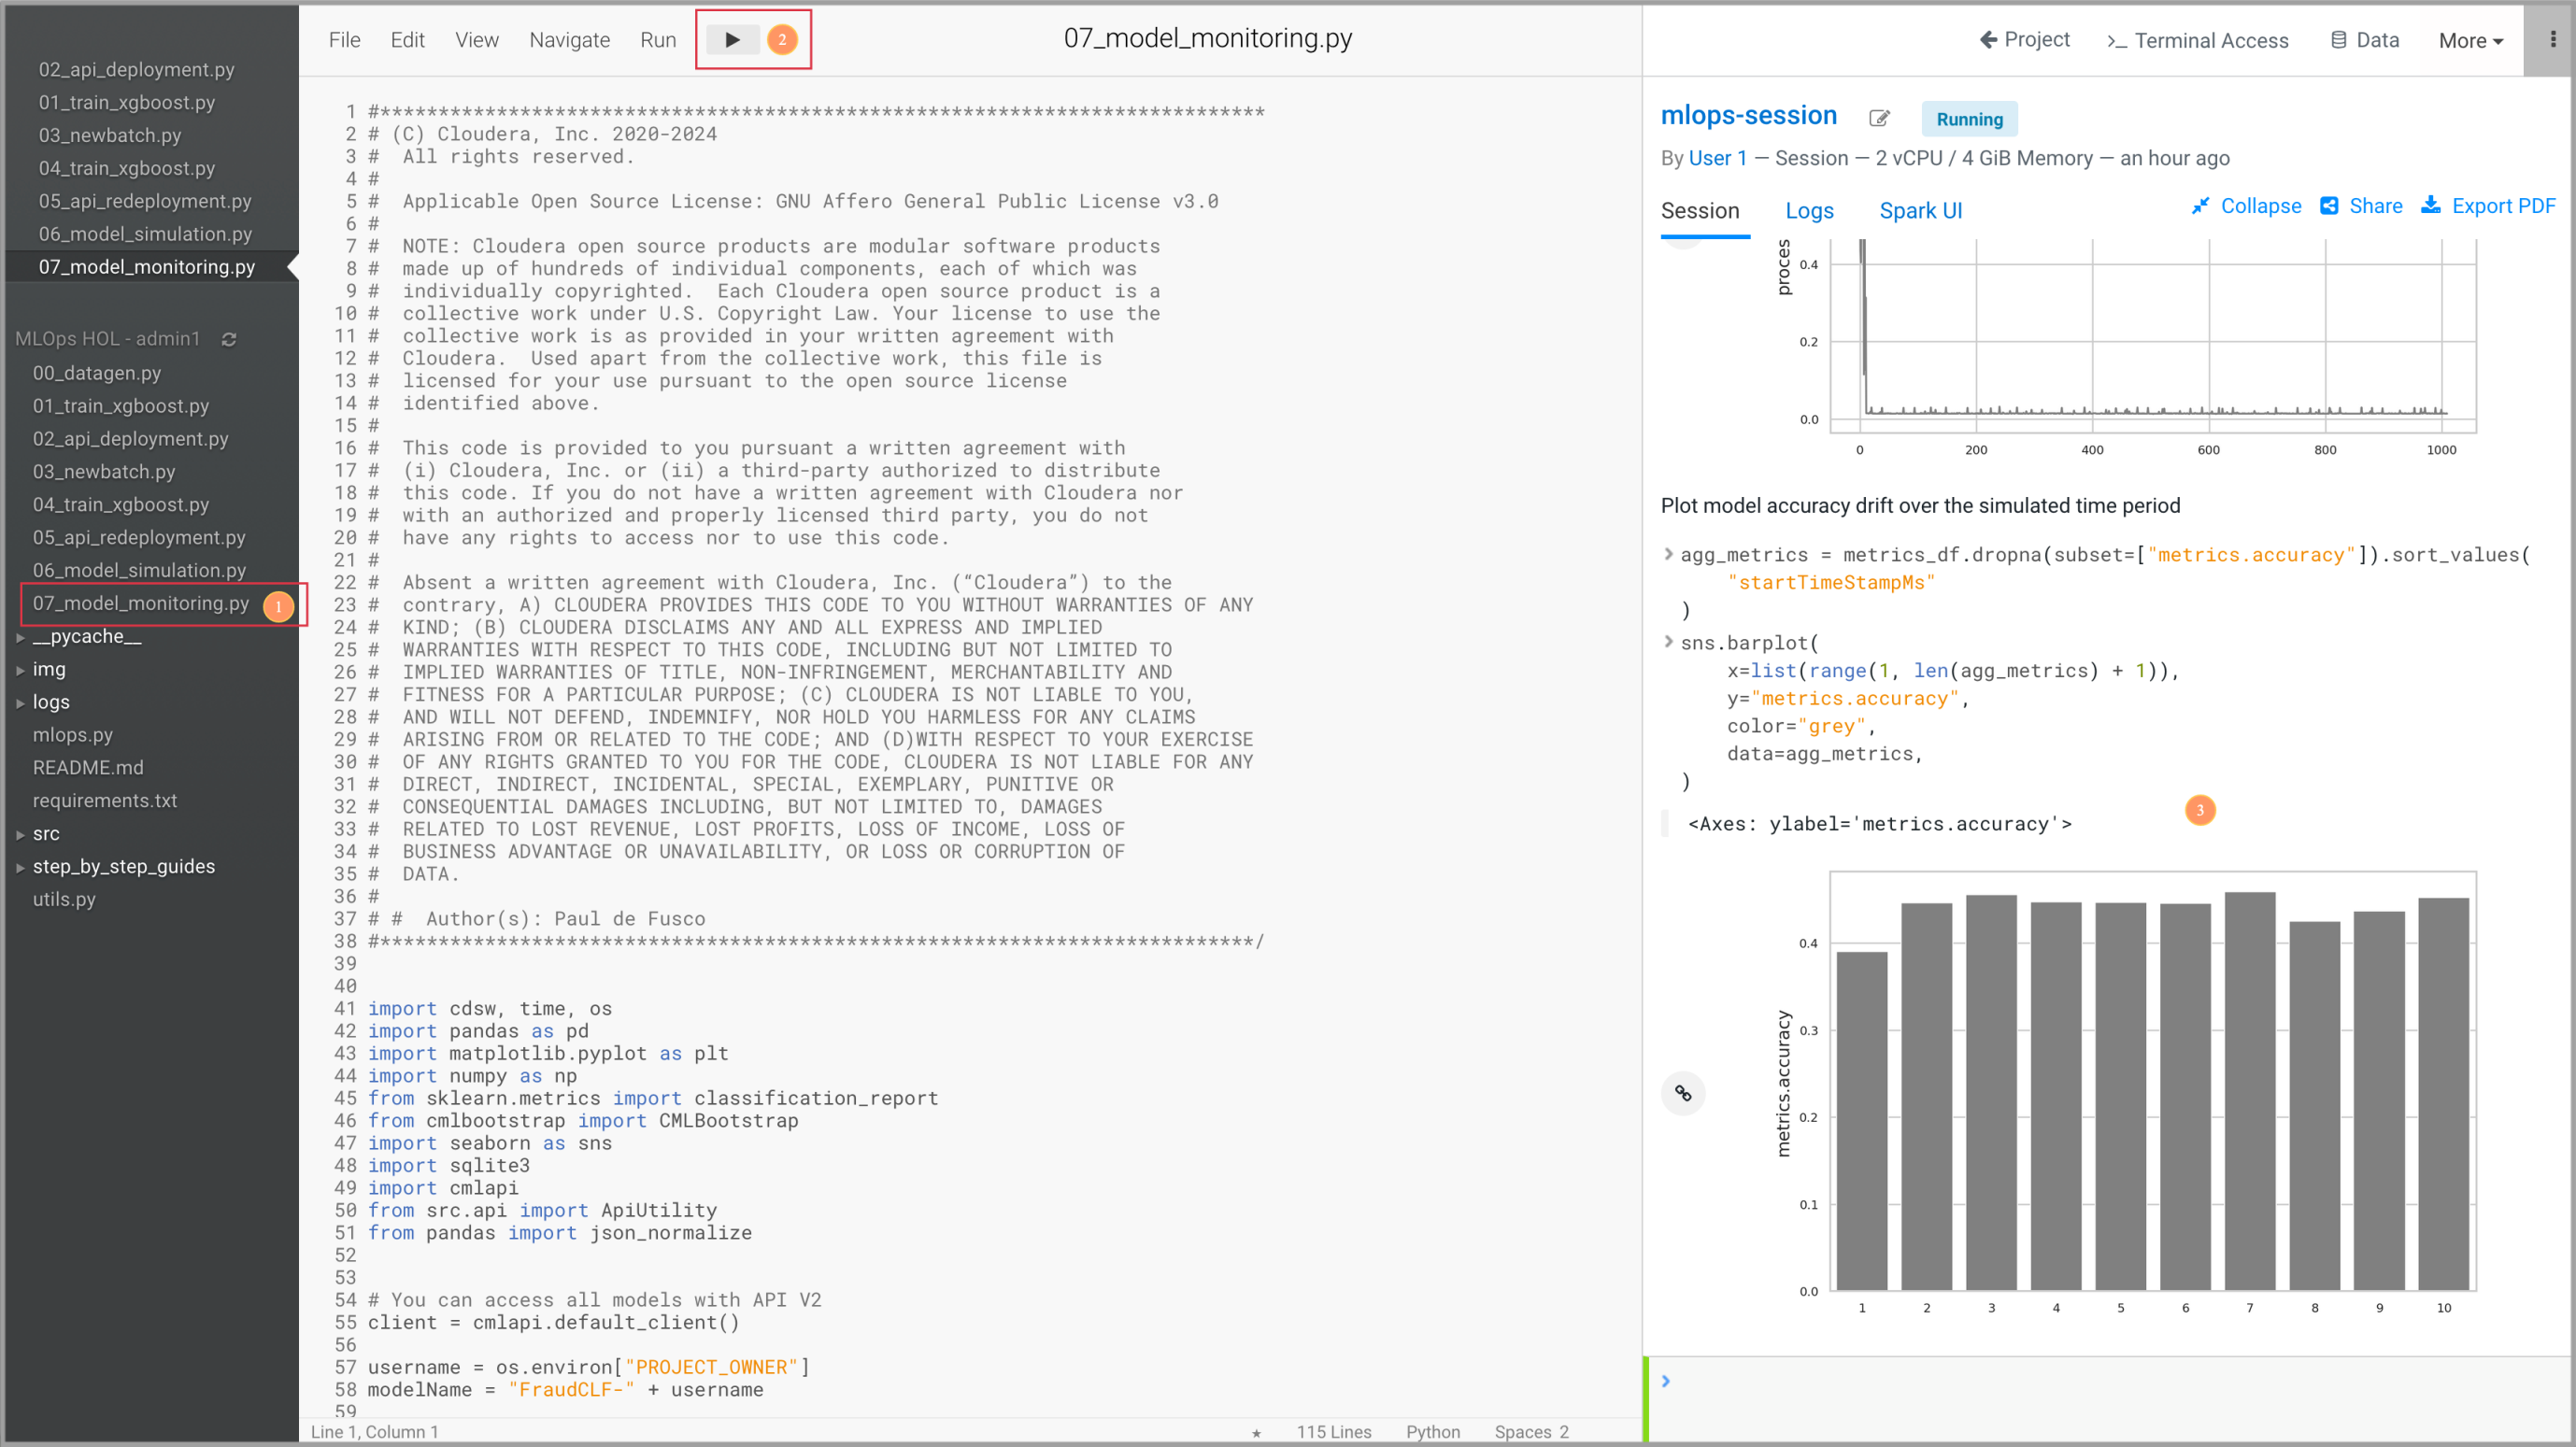 02_api_deployment.py
01_train_xgboost.py
03_newbatch.py
04_train_xgboost.py
05_api_redeployment.py
06_model_simulation.py
07_model_monitoring.py
MLOps HOL - admin1
00_datagen.py
01_train_xgboost.py
02_api_deployment.py
03_newbatch.py
04_train_xgboost.py
05_api_redeployment.py
06_model_simulation.py
07_model_monitoring.py 1
__pycache__
img
logs
mlops.py
README.md
requirements.txt
src
step_by_step_guides
utils.py
File Edit View Navigate Run 2 07_model_monitoring.py
1 #****************************************************************************
2 # (C) Cloudera, Inc. 2020-2024
3 #  All rights reserved.
4 #
5 #  Applicable Open Source License: GNU Affero General Public License v3.0
6 #
7 #  NOTE: Cloudera open source products are modular software products
8 #  made up of hundreds of individual components, each of which was
9 #  individually copyrighted.  Each Cloudera open source product is a
10 #  collective work under U.S. Copyright Law. Your license to use the
11 #  collective work is as provided in your written agreement with
12 #  Cloudera.  Used apart from the collective work, this file is
13 #  licensed for your use pursuant to the open source license
14 #  identified above.
15 #
16 #  This code is provided to you pursuant a written agreement with
17 #  (i) Cloudera, Inc. or (ii) a third-party authorized to distribute
18 #  this code. If you do not have a written agreement with Cloudera nor
19 #  with an authorized and properly licensed third party, you do not
20 #  have any rights to access nor to use this code.
21 #
22 #  Absent a written agreement with Cloudera, Inc. (“Cloudera”) to the
23 #  contrary, A) CLOUDERA PROVIDES THIS CODE TO YOU WITHOUT WARRANTIES OF ANY
24 #  KIND; (B) CLOUDERA DISCLAIMS ANY AND ALL EXPRESS AND IMPLIED
25 #  WARRANTIES WITH RESPECT TO THIS CODE, INCLUDING BUT NOT LIMITED TO
26 #  IMPLIED WARRANTIES OF TITLE, NON-INFRINGEMENT, MERCHANTABILITY AND
27 #  FITNESS FOR A PARTICULAR PURPOSE; (C) CLOUDERA IS NOT LIABLE TO YOU,
28 #  AND WILL NOT DEFEND, INDEMNIFY, NOR HOLD YOU HARMLESS FOR ANY CLAIMS
29 #  ARISING FROM OR RELATED TO THE CODE; AND (D)WITH RESPECT TO YOUR EXERCISE
30 #  OF ANY RIGHTS GRANTED TO YOU FOR THE CODE, CLOUDERA IS NOT LIABLE FOR ANY
31 #  DIRECT, INDIRECT, INCIDENTAL, SPECIAL, EXEMPLARY, PUNITIVE OR
32 #  CONSEQUENTIAL DAMAGES INCLUDING, BUT NOT LIMITED TO, DAMAGES
33 #  RELATED TO LOST REVENUE, LOST PROFITS, LOSS OF INCOME, LOSS OF
34 #  BUSINESS ADVANTAGE OR UNAVAILABILITY, OR LOSS OR CORRUPTION OF
35 #  DATA.
36 #
37 # #  Author(s): Paul de Fusco
38 #***************************************************************************/
39
40
41 import cdsw, time, os
42 import pandas as pd
43 import matplotlib.pyplot as plt
44 import numpy as np
45 from sklearn.metrics import classification_report
46 from cmlbootstrap import CMLBootstrap
47 import seaborn as sns
48 import sqlite3
49 import cmlapi
50 from src.api import ApiUtility
51 from pandas import json_normalize
52
53
54 # You can access all models with API V2
55 client = cmlapi.default_client()
56
57 username = os.environ["PROJECT_OWNER"]
58 modelName = "FraudCLF-" + username
59
Line 1, Column 1 ★ 115 Lines Python Spaces 2
Project >_ Terminal Access Data More
mlops-session Running
By User 1 — Session — 2 vCPU / 4 GiB Memory — an hour ago
Session Logs Spark UI Collapse Share Export PDF
proces
0.4
0.2
0.0
0 200 400 600 800 1000
Plot model accuracy drift over the simulated time period
> agg_metrics = metrics_df.dropna(subset=["metrics.accuracy"]).sort_values(
"startTimeStampMs"
)
> sns.barplot(
x=list(range(1, len(agg_metrics) + 1)),
y="metrics.accuracy",
color="grey",
data=agg_metrics,
)
3
<Axes: ylabel='metrics.accuracy'>
metrics.accuracy
0.4
0.3
0.2
0.1
0.0
1 2 3 4 5 6 7 8 9 10
>